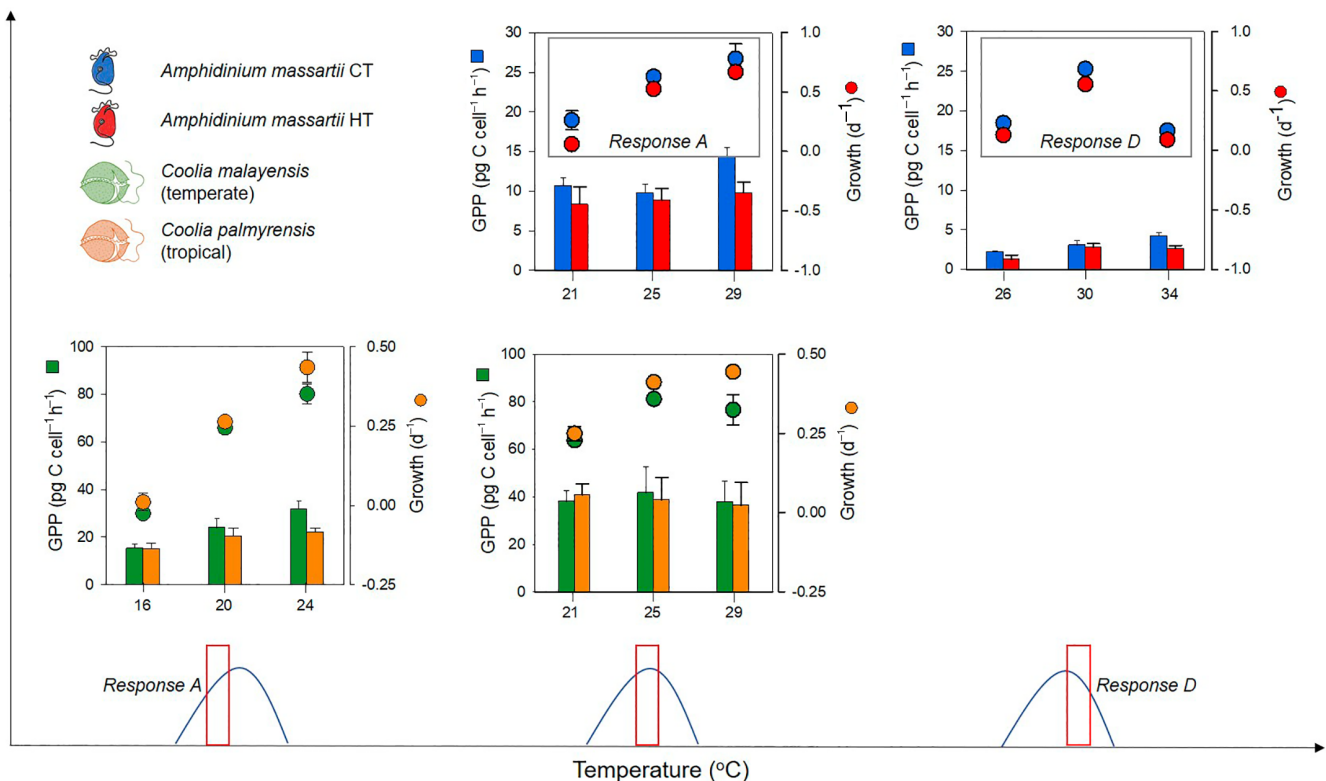 Amphidinium massartii CT
Amphidinium massartii HT
Coolia malayensis
(temperate)
Coolia palmyrensis
(tropical)
GPP (pg C cell⁻¹ h⁻¹)
30
25
20
15
10
5
0
Response A
21
25
29
1.0
0.5
0.0
-0.5
-1.0
Growth (d⁻¹)
GPP (pg C cell⁻¹ h⁻¹)
30
25
20
15
10
5
0
Response D
26
30
34
1.0
0.5
0.0
-0.5
-1.0
Growth (d⁻¹)
GPP (pg C cell⁻¹ h⁻¹)
100
80
60
40
20
0
16
20
24
0.50
0.25
0.00
-0.25
Growth (d⁻¹)
GPP (pg C cell⁻¹ h⁻¹)
100
80
60
40
20
0
21
25
29
0.50
0.25
0.00
-0.25
Growth (d⁻¹)
Response A
Response D
Temperature (ºC)